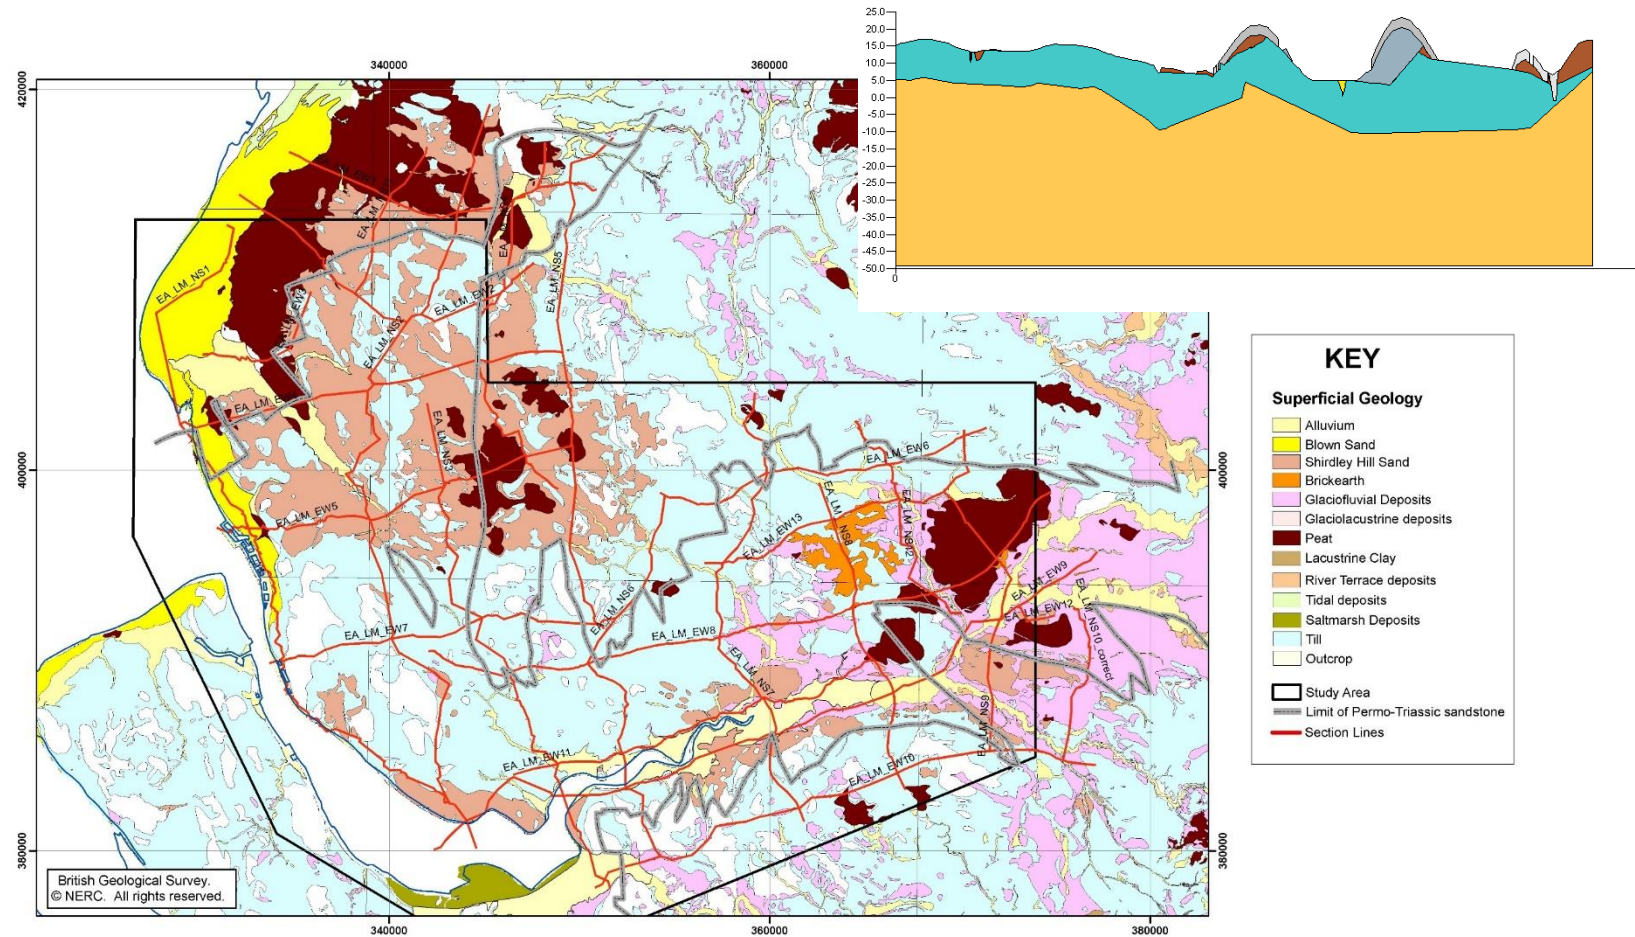 25.0
20.0
15.0
10.0
5.0
0.0
-5.0
-10.0
-15.0
-20.0
-25.0
-30.0
-35.0
-40.0
-45.0
-50.0
0
340000
360000
420000
EA_LM_NS1
EA_LM_NS2
EA_LM_EW2
EA_LM_NS5
EA_LM_NS3
EA_LM_EW5
EA_LM_EW6
400000
400000
EA_LM_EW13
EA_LM_NS8
EA_LM_NS12
EA_LM_NS6
EA_LM_EW9
EA_LM_EW12
EA_LM_NS10_correct
EA_LM_EW7
EA_LM_EW8
EA_LM_NS7
EA_LM_NS9
EA_LM_EW11
EA_LM_EW10
380000
380000
British Geological Survey.
© NERC. All rights reserved.
340000
360000
380000
KEY
Superficial Geology
Alluvium
Blown Sand
Shirdley Hill Sand
Brickearth
Glaciofluvial Deposits
Glaciolacustrine deposits
Peat
Lacustrine Clay
River Terrace deposits
Tidal deposits
Saltmarsh Deposits
Till
Outcrop
Study Area
Limit of Permo-Triassic sandstone
Section Lines